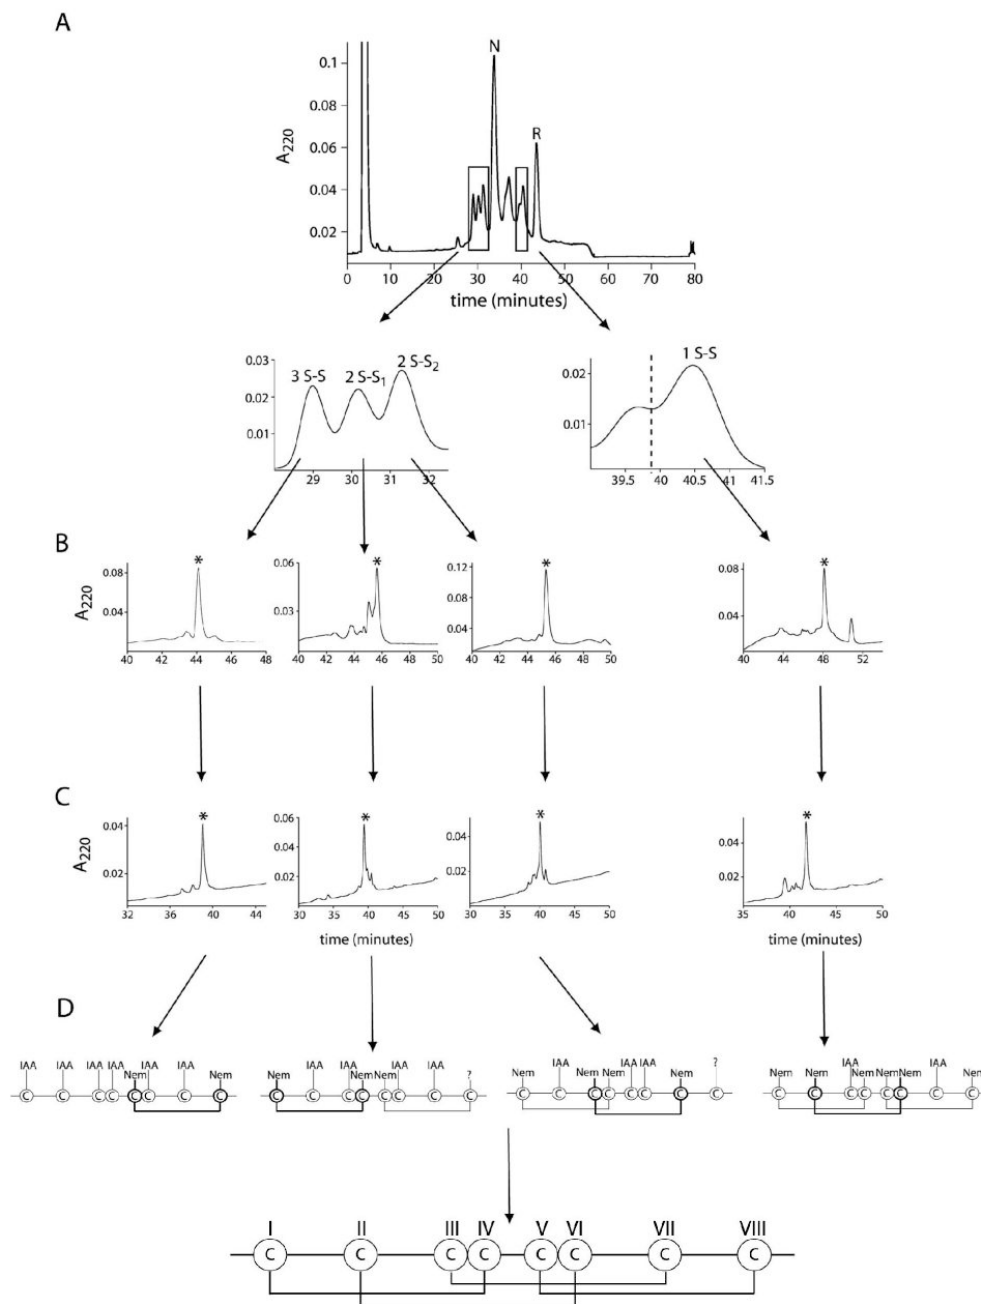 A
N
R
A220
0.1
0.08
0.06
0.04
0.02
0 10 20 30 40 50 60 70 80
time (minutes)
3 S-S 2 S-S1 2 S-S2
0.03
0.02
0.01
29 30 31 32
1 S-S
0.02
0.01
39.5 40 40.5 41 41.5
B
A220
*
0.08
0.04
40 42 44 46 48
*
0.06
0.03
40 42 44 46 48 50
*
0.12
0.08
0.04
40 42 44 46 48 50
*
0.08
0.04
40 44 48 52
C
A220
*
0.04
0.02
32 36 40 44
*
0.06
0.04
0.02
30 35 40 45 50
time (minutes)
*
0.04
0.02
30 35 40 45 50
*
0.04
0.02
35 40 45 50
time (minutes)
D
IAA IAA IAA IAA Nem IAA IAA Nem
C C C C C C C C
Nem IAA IAA Nem Nem IAA IAA ?
C C C C C C C C
Nem IAA Nem Nem IAA IAA Nem ?
C C C C C C C C
Nem Nem IAA Nem Nem Nem IAA Nem
C C C C C C C C
I II III IV V VI VII VIII
C C C C C C C C